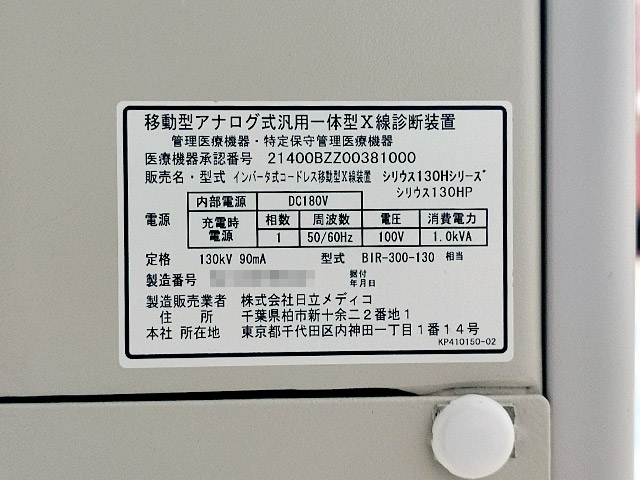 移動型アナログ式汎用一体型X線診断装置
管理医療機器・特定保守管理医療機器
医療機器承認番号 21400BZZ00381000
販売名・型式 インバータ式コードレス移動型X線装置 シリウス130Hシリーズ
シリウス130HP
電源
内部電源 DC180V
充電時電源 相数 周波数 電圧 消費電力
1 50/60Hz 100V 1.0kVA
定格 130kV 90mA 型式 BIR-300-130 相当
製造番号 据付年月日
製造販売業者 株式会社日立メディコ
住所 千葉県柏市新十余二2番地1
本社 所在地 東京都千代田区内神田一丁目1番14号
KP410150-02